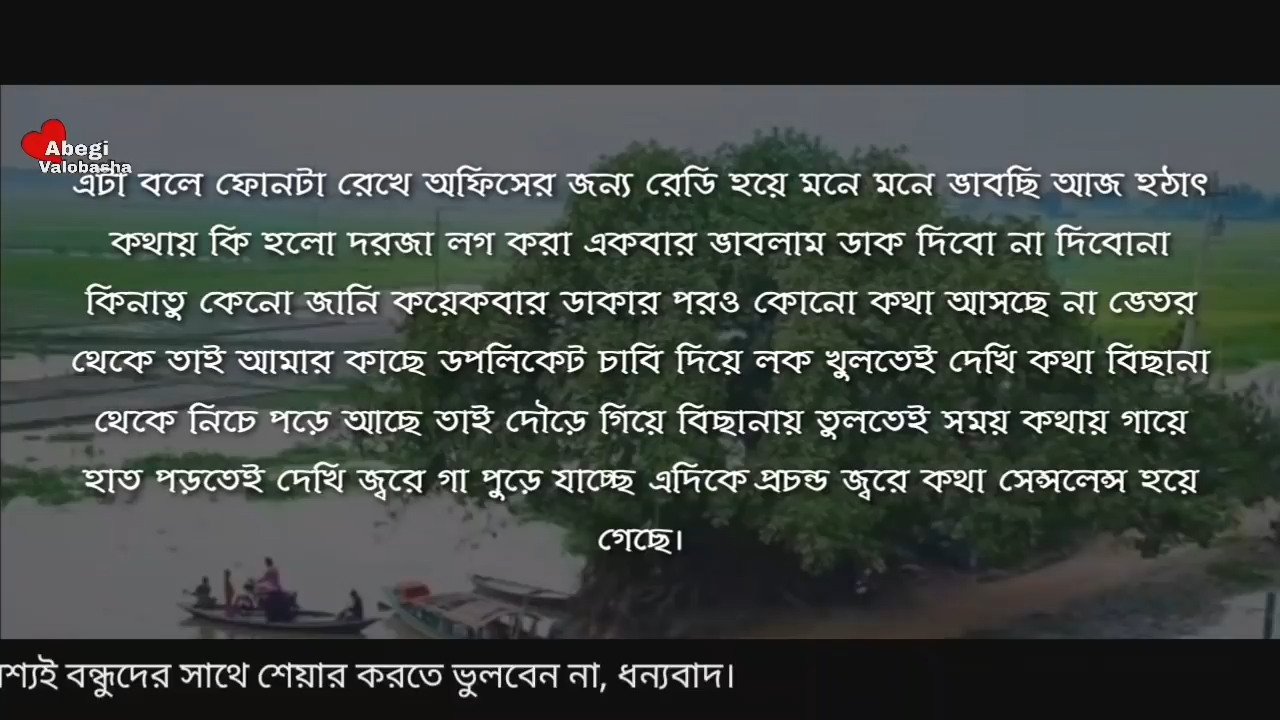 Abegi
Valobasha
এটা বলে ফোনটা রেখে অফিসের জন্য রেডি হয়ে মনে মনে ভাবছি আজ হঠাৎ
কথায় কি হলো দরজা লগ করা একবার ভাবলাম ডাক দিবো না দিবোনা
কিনাতু কেনো জানি কয়েকবার ডাকার পরও কোনো কথা আসছে না ভেতর
থেকে তাই আমার কাছে ডপলিকেট চাবি দিয়ে লক খুলতেই দেখি কথা বিছানা
থেকে নিচে পড়ে আছে তাই দৌড়ে গিয়ে বিছানায় তুলতেই সময় কথায় গায়ে
হাত পড়তেই দেখি জ্বরে গা পুড়ে যাচ্ছে এদিকে প্রচন্ড জ্বরে কথা সেন্সলেন্স হয়ে
গেছে।
শ্যই বন্ধুদের সাথে শেয়ার করতে ভুলবেন না, ধন্যবাদ।